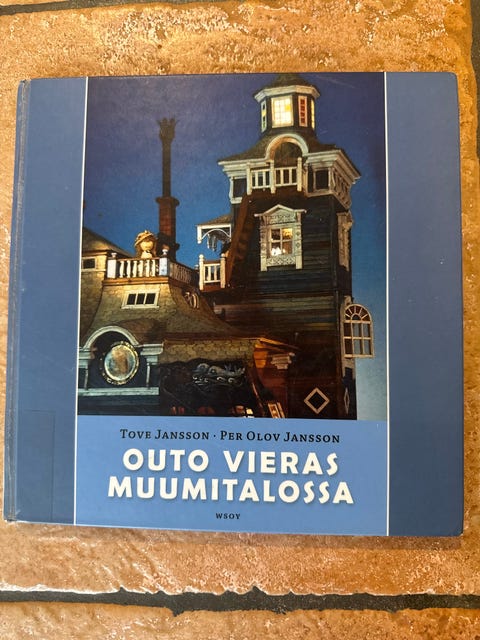 TOVE JANSSON · PER OLOV JANSSON
OUTO VIERAS
MUUMITALOSSA
WSOY